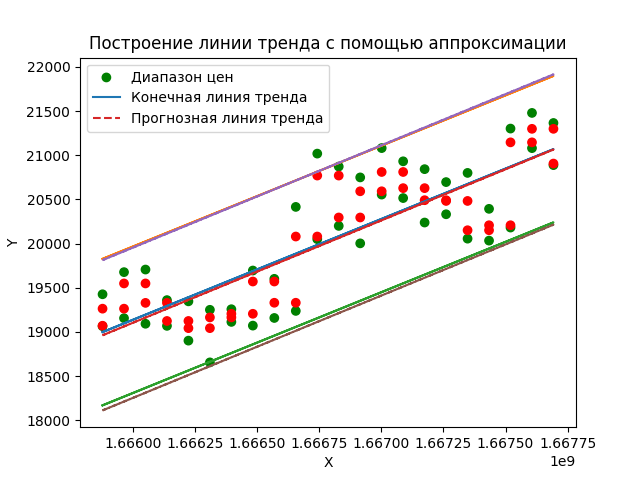 Построение линии тренда с помощью аппроксимации
Диапазон цен
Конечная линия тренда
Прогнозная линия тренда
22000
21500
21000
20500
20000
19500
19000
18500
18000
Y
1.66600 1.66625 1.66650 1.66675 1.66700 1.66725 1.66750 1.66775
X
1e9